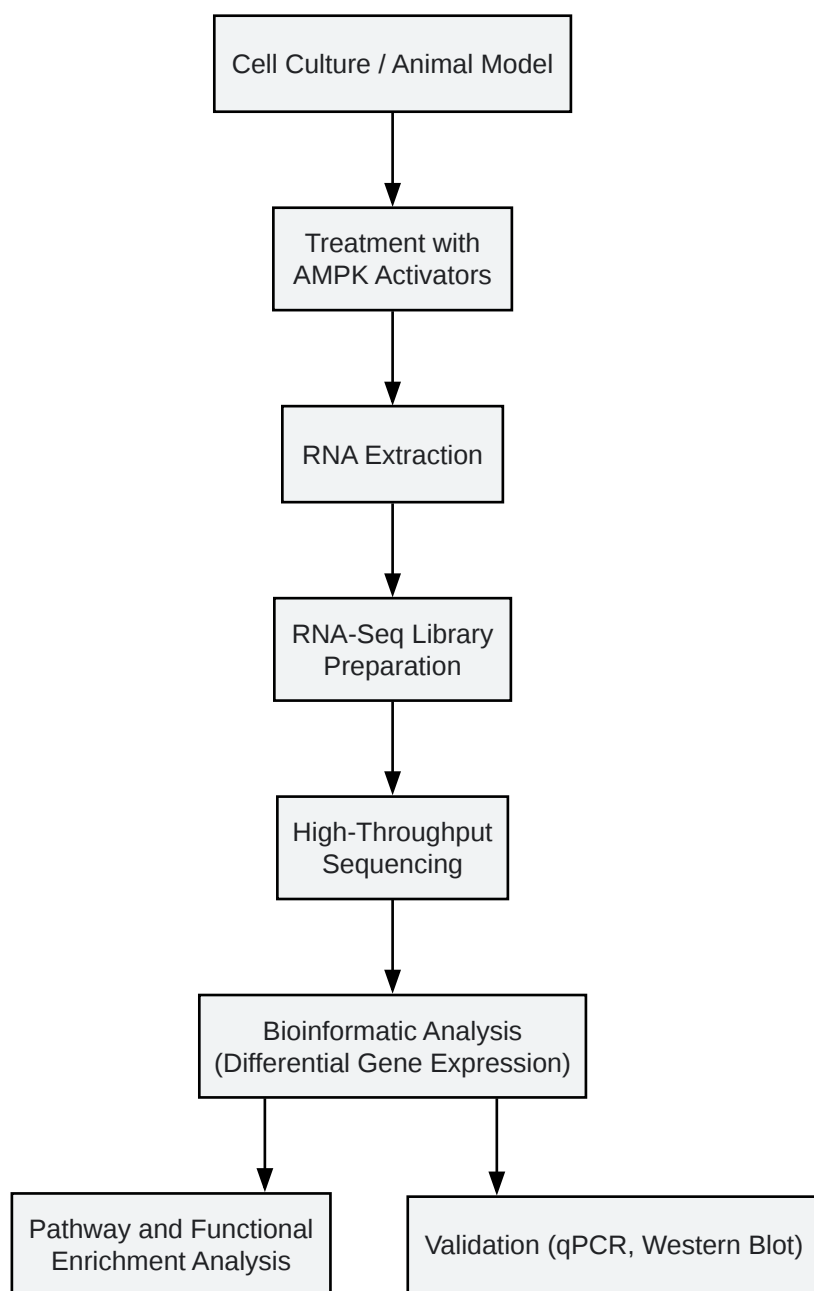 Cell Culture / Animal Model
Treatment with
AMPK Activators
RNA Extraction
RNA-Seq Library
Preparation
High-Throughput
Sequencing
Bioinformatic Analysis
(Differential Gene Expression)
Pathway and Functional
Enrichment Analysis
Validation (qPCR, Western Blot)